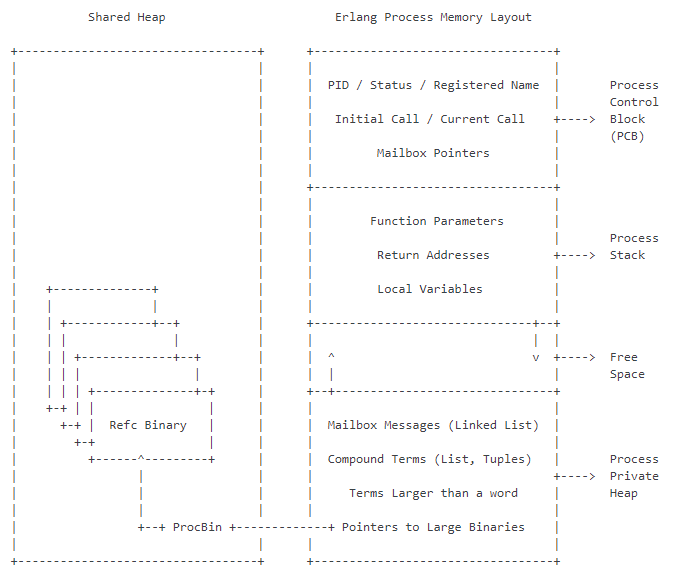 Shared Heap
Erlang Process Memory Layout
PID / Status / Registered Name
Initial Call / Current Call
Mailbox Pointers
Process
Control
Block
(PCB)
Function Parameters
Return Addresses
Local Variables
Process
Stack
Free
Space
Refc Binary
Mailbox Messages (Linked List)
Compound Terms (List, Tuples)
Terms Larger than a word
Pointers to Large Binaries
Process
Private
Heap
ProcBin